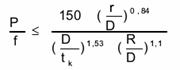 P/f ≤ 150 (r/D)^0,84 / (D/t_k)^1,53 (R/D)^1,1